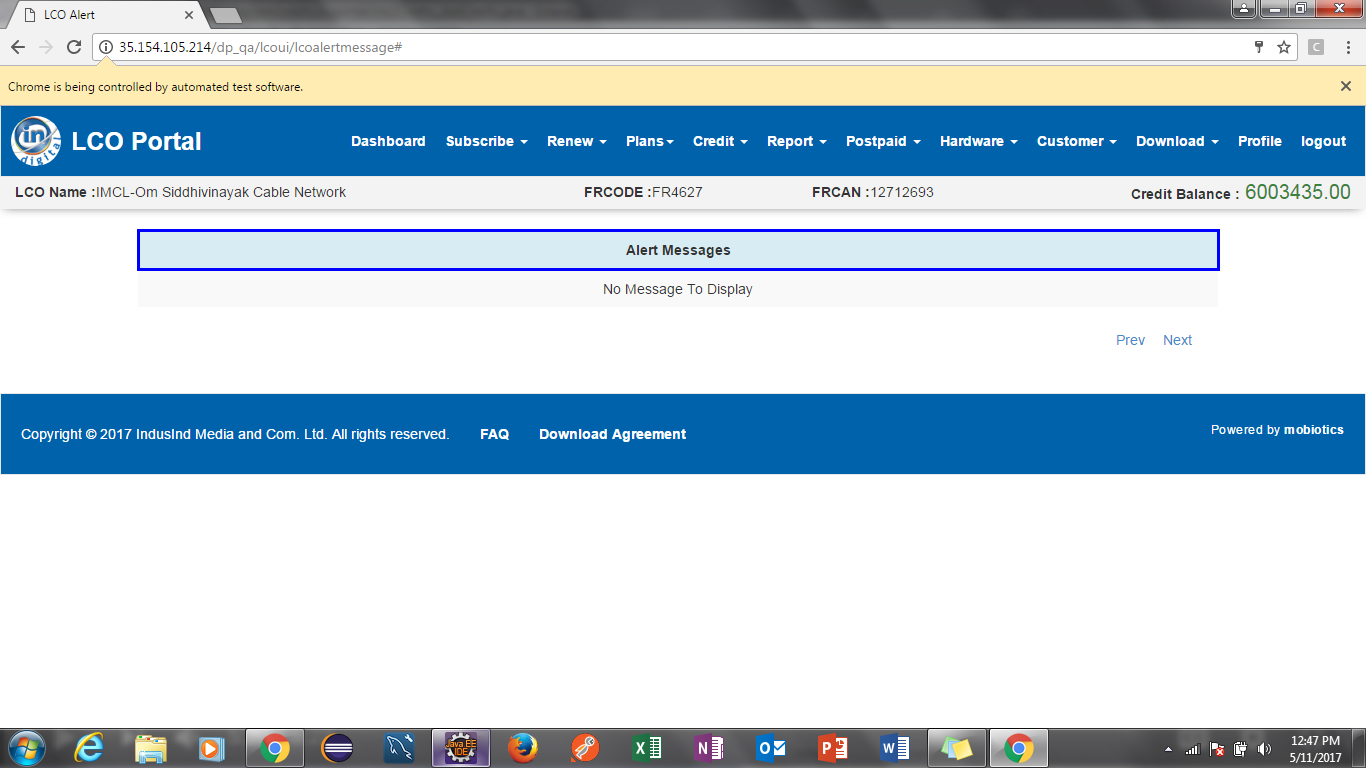 LCO Alert
35.154.105.214/dp_qa/lcoui/lcoalertmessage#
C
Chrome is being controlled by automated test software.
in digital LCO Portal Dashboard Subscribe Renew Plans Credit Report Postpaid Hardware Customer Download Profile logout
LCO Name :IMCL-Om Siddhivinayak Cable Network FRCODE :FR4627 FRCAN :12712693 Credit Balance : 6003435.00
Alert Messages
No Message To Display
Prev Next
Copyright © 2017 IndusInd Media and Com. Ltd. All rights reserved. FAQ Download Agreement Powered by mobiotics
Java EE
IDE
12:47 PM
5/11/2017